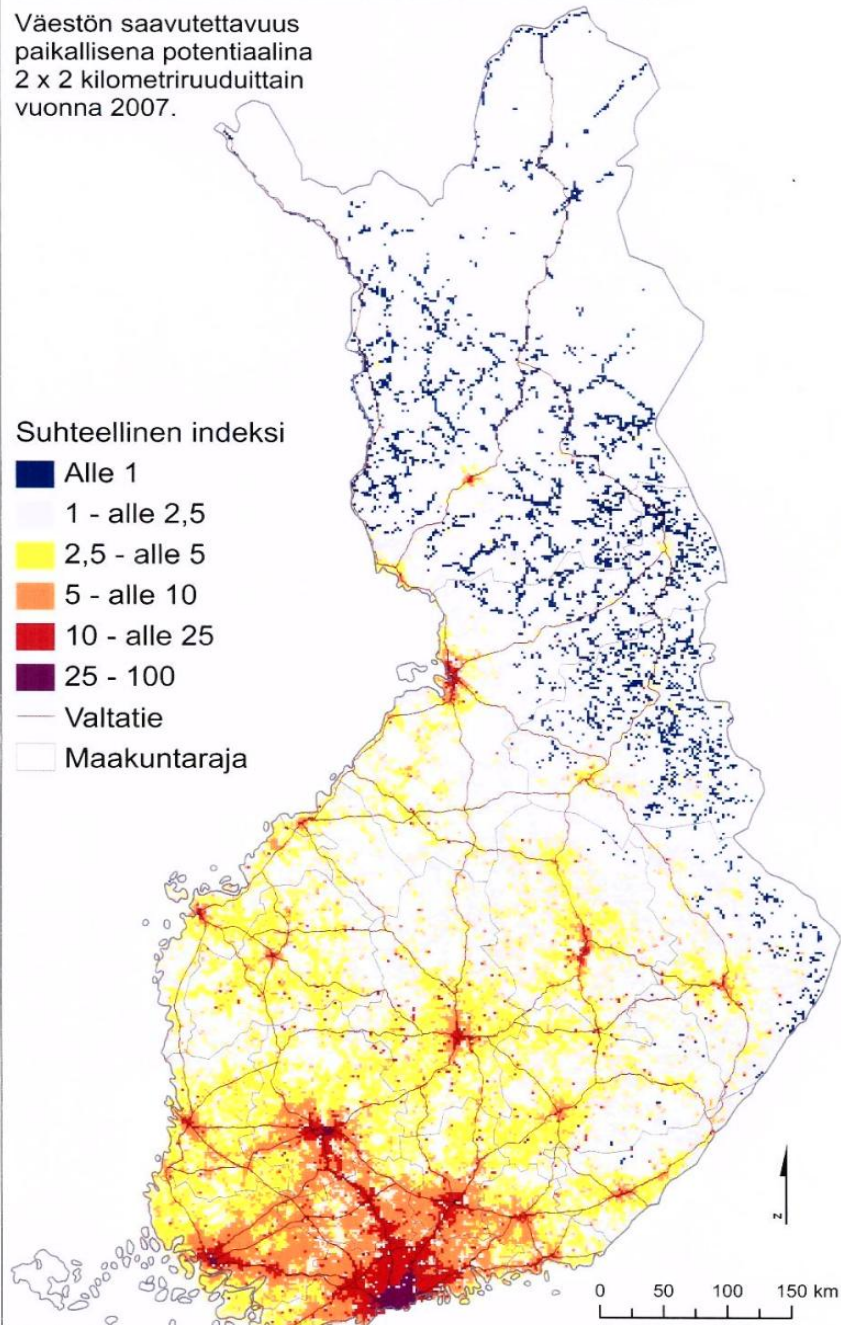 Väestön saavutettavuus
paikallisena potentiaalina
2 x 2 kilometriruuduittain
vuonna 2007.
Suhteellinen indeksi
Alle 1
1 - alle 2,5
2,5 - alle 5
5 - alle 10
10 - alle 25
25 - 100
Valtatie
Maakuntaraja
N
0 50 100 150 km